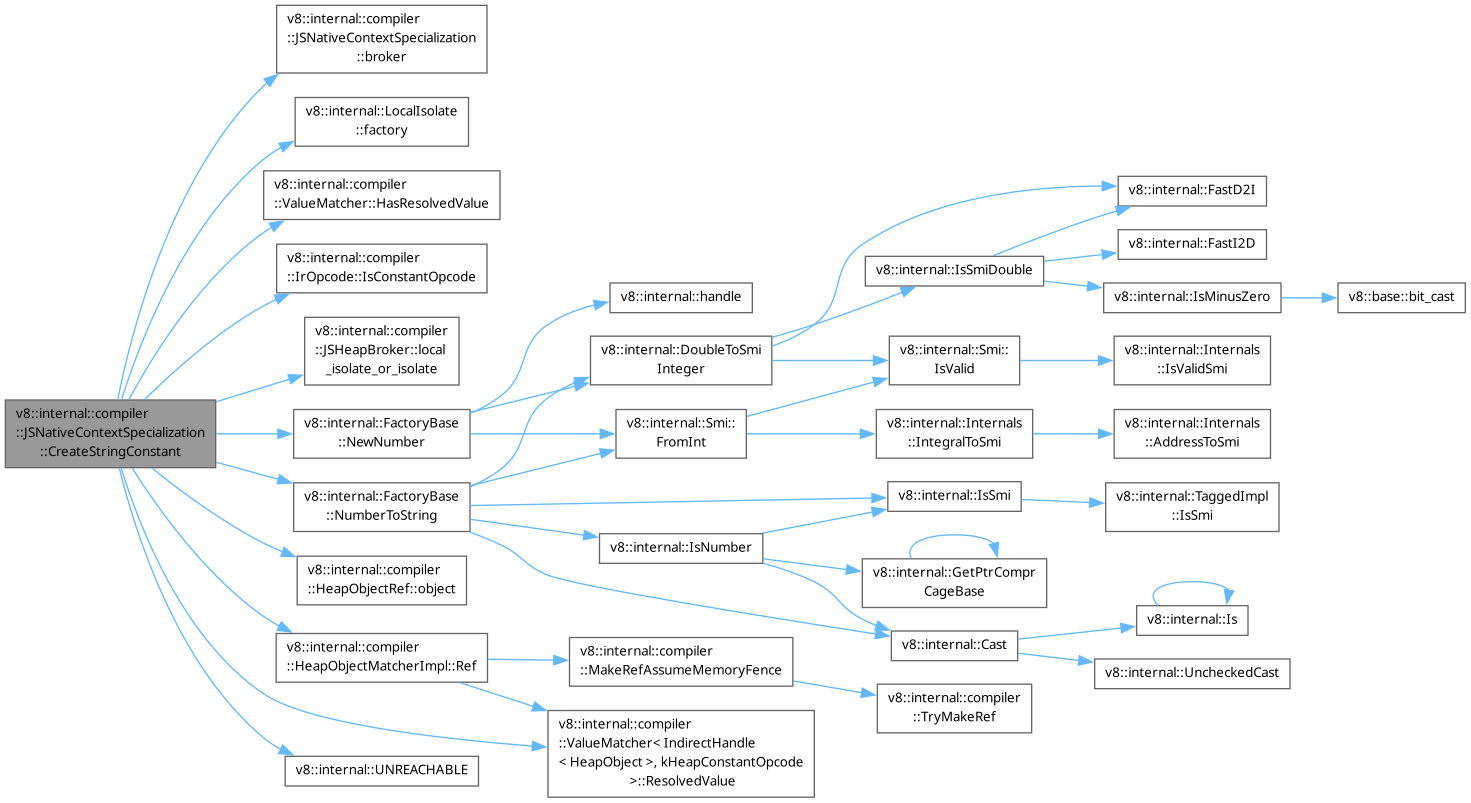 v8::internal::compiler
::JSNativeContextSpecialization
::CreateStringConstant
v8::internal::compiler
::JSNativeContextSpecialization
::broker
v8::internal::LocalIsolate
::factory
v8::internal::compiler
::ValueMatcher::HasResolvedValue
v8::internal::compiler
::IrOpcode::IsConstantOpcode
v8::internal::compiler
::JSHeapBroker::local
_isolate_or_isolate
v8::internal::FactoryBase
::NewNumber
v8::internal::FactoryBase
::NumberToString
v8::internal::compiler
::HeapObjectRef::object
v8::internal::compiler
::HeapObjectMatcherImpl::Ref
v8::internal::UNREACHABLE
v8::internal::handle
v8::internal::DoubleToSmi
Integer
v8::internal::Smi::
FromInt
v8::internal::IsNumber
v8::internal::compiler
::MakeRefAssumeMemoryFence
v8::internal::compiler
::ValueMatcher< IndirectHandle
< HeapObject >, kHeapConstantOpcode
>::ResolvedValue
v8::internal::IsSmiDouble
v8::internal::Smi::
IsValid
v8::internal::Internals
::IntegralToSmi
v8::internal::IsSmi
v8::internal::GetPtrCompr
CageBase
v8::internal::Cast
v8::internal::compiler
::TryMakeRef
v8::internal::FastD2I
v8::internal::FastI2D
v8::internal::IsMinusZero
v8::internal::Internals
::IsValidSmi
v8::internal::Internals
::AddressToSmi
v8::internal::TaggedImpl
::IsSmi
v8::internal::Is
v8::internal::UncheckedCast
v8::base::bit_cast